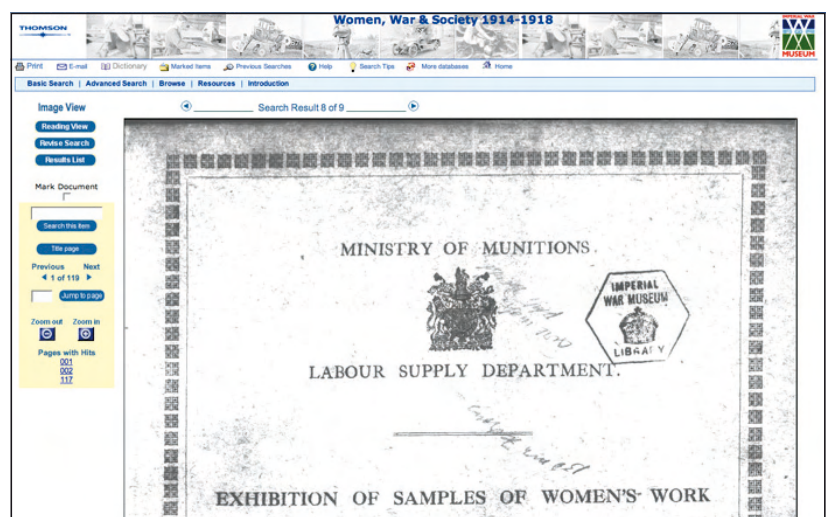 THOMSON
Women, War & Society 1914-1918
IMPERIAL WAR
MUSEUM
Print E-mail Dictionary Marked Items Previous Searches Help Search Tips More databases Home
Basic Search | Advanced Search | Browse | Resources | Introduction
Image View
Search Result 8 of 9
Reading View
Revise Search
Results List
Mark Document
Search this item
Title page
Previous Next
1 of 119
Jump to page
Zoom out Zoom in
Pages with Hits
001
002
117
MINISTRY OF MUNITIONS.
IMPERIAL
WAR MUSEUM
LIBRARY
LABOUR SUPPLY DEPARTMENT.
EXHIBITION OF SAMPLES OF WOMEN'S WORK